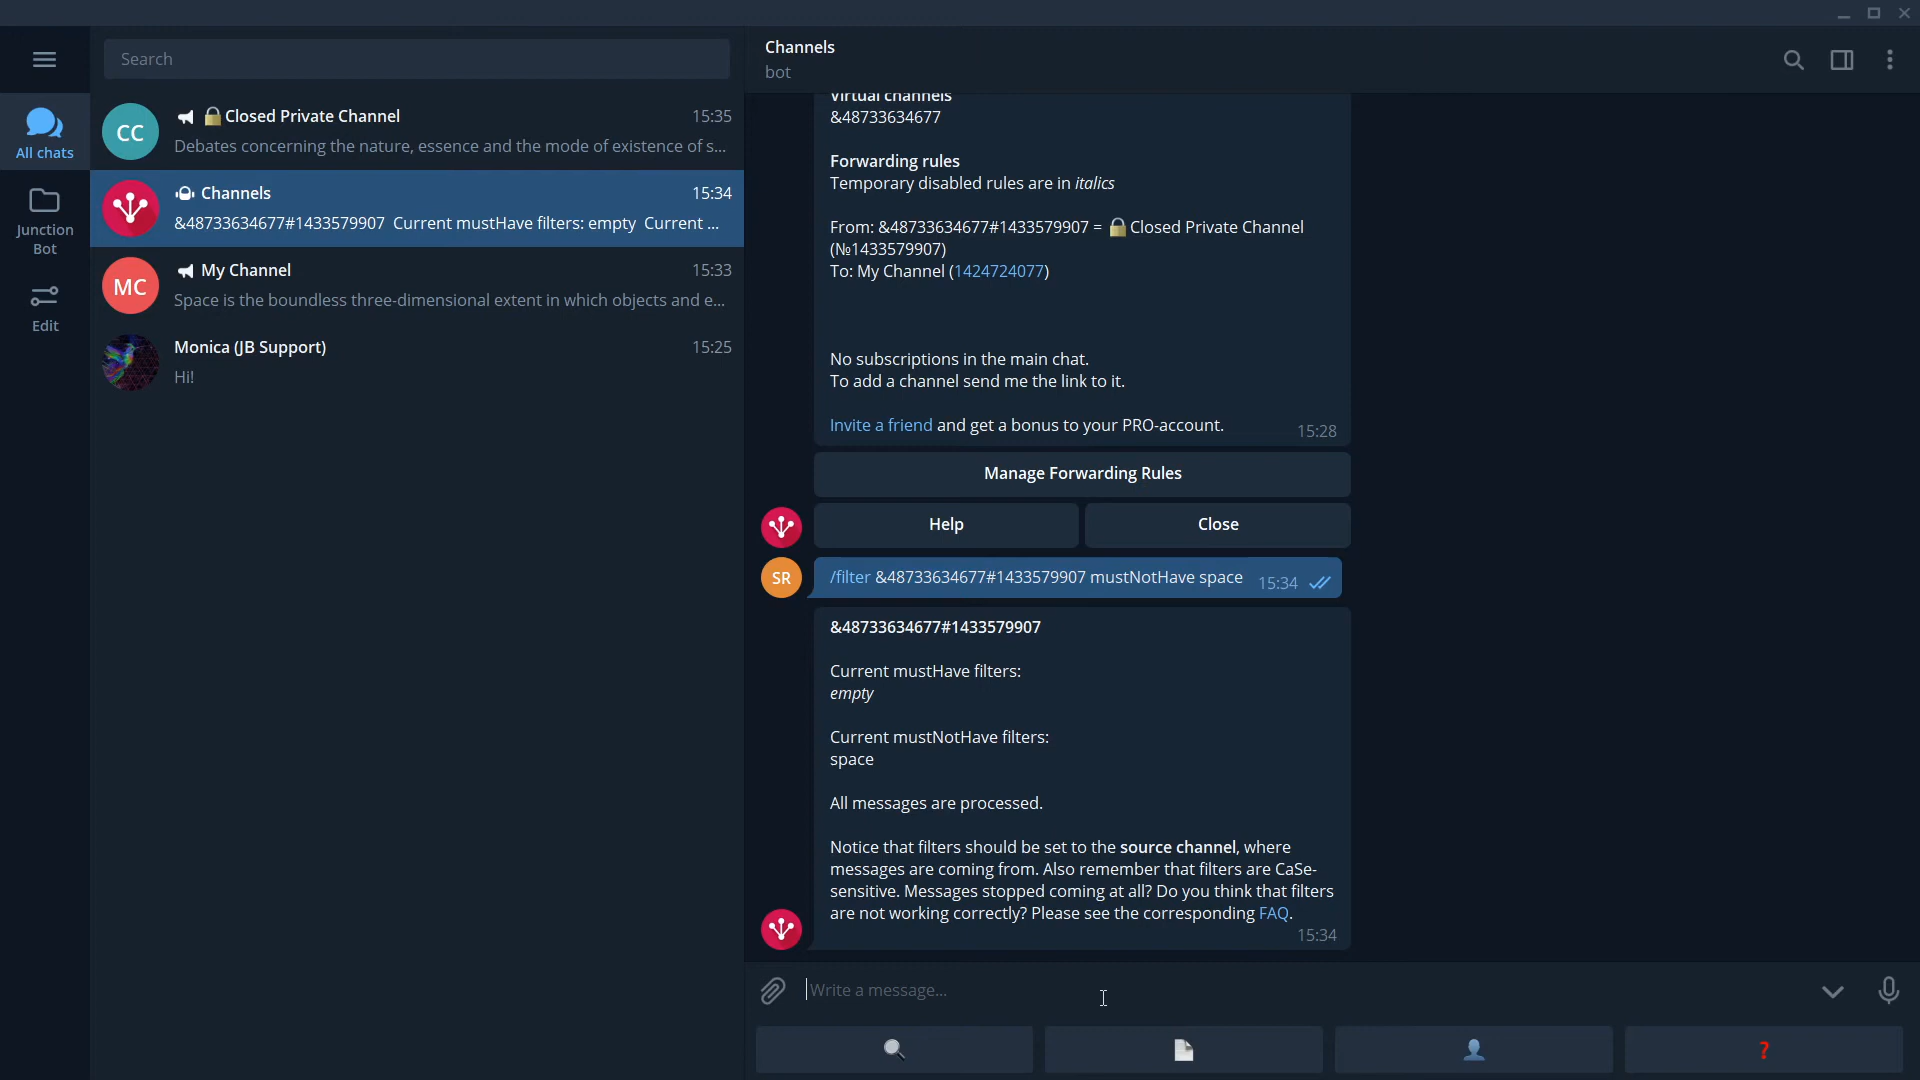 Search
All chats
Junction
Bot
Edit
CC
🔒Closed Private Channel
15:35
Debates concerning the nature, essence and the mode of existence of s...
Channels
15:34
&48733634677#1433579907 Current mustHave filters: empty Current ...
MC
My Channel
15:33
Space is the boundless three-dimensional extent in which objects and e...
Monica (JB Support)
15:25
Hi!
Channels
bot
Virtual channels
&48733634677
Forwarding rules
Temporary disabled rules are in italics
From: &48733634677#1433579907 = 🔒Closed Private Channel
(№1433579907)
To: My Channel (1424724077)
No subscriptions in the main chat.
To add a channel send me the link to it.
Invite a friend and get a bonus to your PRO-account.
15:28
Manage Forwarding Rules
Help
Close
SR
/filter &48733634677#1433579907 mustNotHave space
15:34
&48733634677#1433579907
Current mustHave filters:
empty
Current mustNotHave filters:
space
All messages are processed.
Notice that filters should be set to the source channel, where
messages are coming from. Also remember that filters are CaSe-
sensitive. Messages stopped coming at all? Do you think that filters
are not working correctly? Please see the corresponding FAQ.
15:34
Write a message...
?